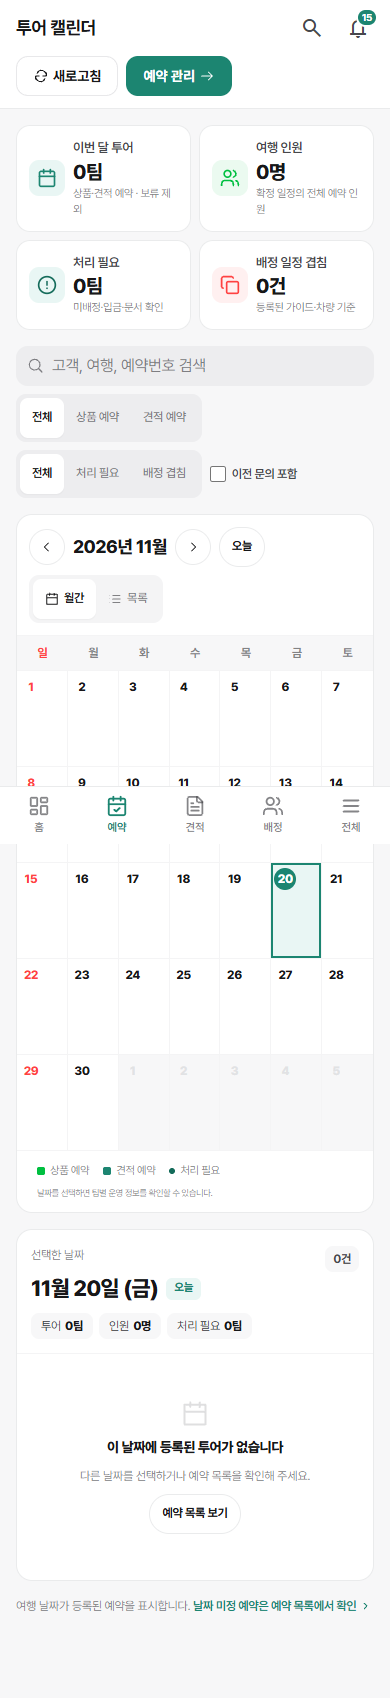 투어 캘린더
15
새로고침
예약 관리
이번 달 투어
0팀
상품·견적 예약 · 보류 제
외
여행 인원
0명
확정 일정의 전체 예약 인
원
처리 필요
0팀
미배정·입금·문서 확인
배정 일정 겹침
0건
등록된 가이드·차량 기준
고객, 여행, 예약번호 검색
전체 상품 예약 견적 예약
전체 처리 필요 배정 겹침 이전 문의 포함
2026년 11월 오늘
월간 목록
일 월 화 수 목 금 토
1 2 3 4 5 6 7
8 9 10 11 12 13 14
홈 예약 견적 배정 전체
15 16 17 18 19 20 21
22 23 24 25 26 27 28
29 30 1 2 3 4 5
상품 예약 견적 예약 처리 필요
날짜를 선택하면 팀별 운영 정보를 확인할 수 있습니다.
선택한 날짜
0건
11월 20일 (금) 오늘
투어 0팀 인원 0명 처리 필요 0팀
이 날짜에 등록된 투어가 없습니다
다른 날짜를 선택하거나 예약 목록을 확인해 주세요.
예약 목록 보기
여행 날짜가 등록된 예약을 표시합니다. 날짜 미정 예약은 예약 목록에서 확인